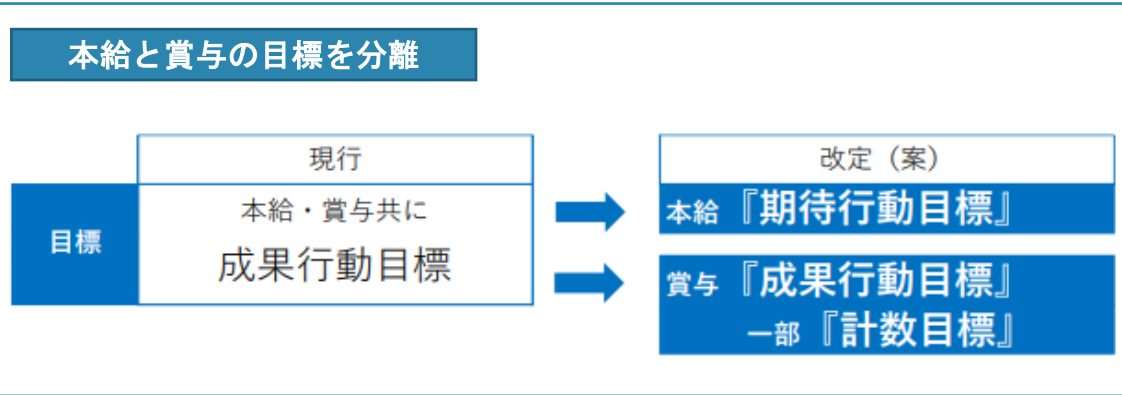 本給と賞与の目標を分離
現行
改定（案）
目標
本給・賞与共に
成果行動目標
本給『期待行動目標』
賞与『成果行動目標』
一部『計数目標』